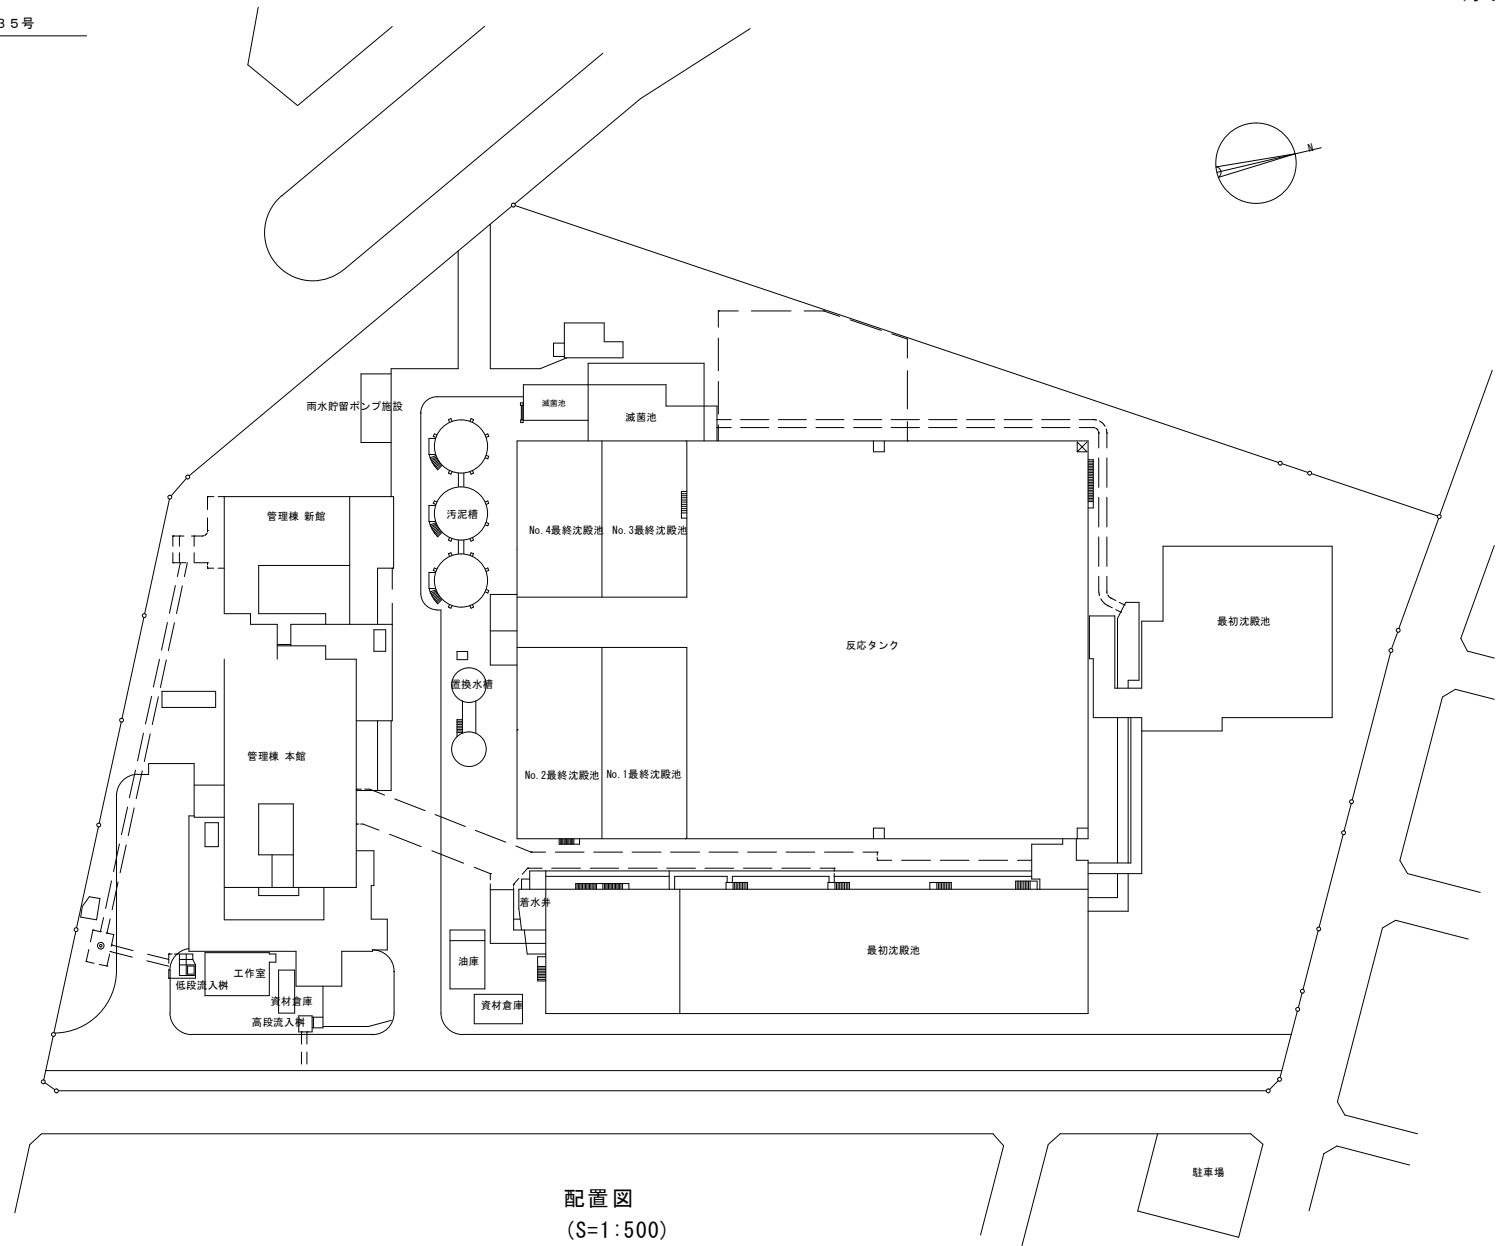 35号
N
雨水貯留ポンプ施設
滅菌池
滅菌池
管理棟 新館
汚泥槽
No.4最終沈殿池
No.3最終沈殿池
最初沈殿池
反応タンク
置換水槽
管理棟 本館
No.2最終沈殿池
No.1最終沈殿池
着水井
最初沈殿池
油庫
工作室
低段流入桝
資材倉庫
資材倉庫
高段流入桝
駐車場
配置図
(S=1:500)